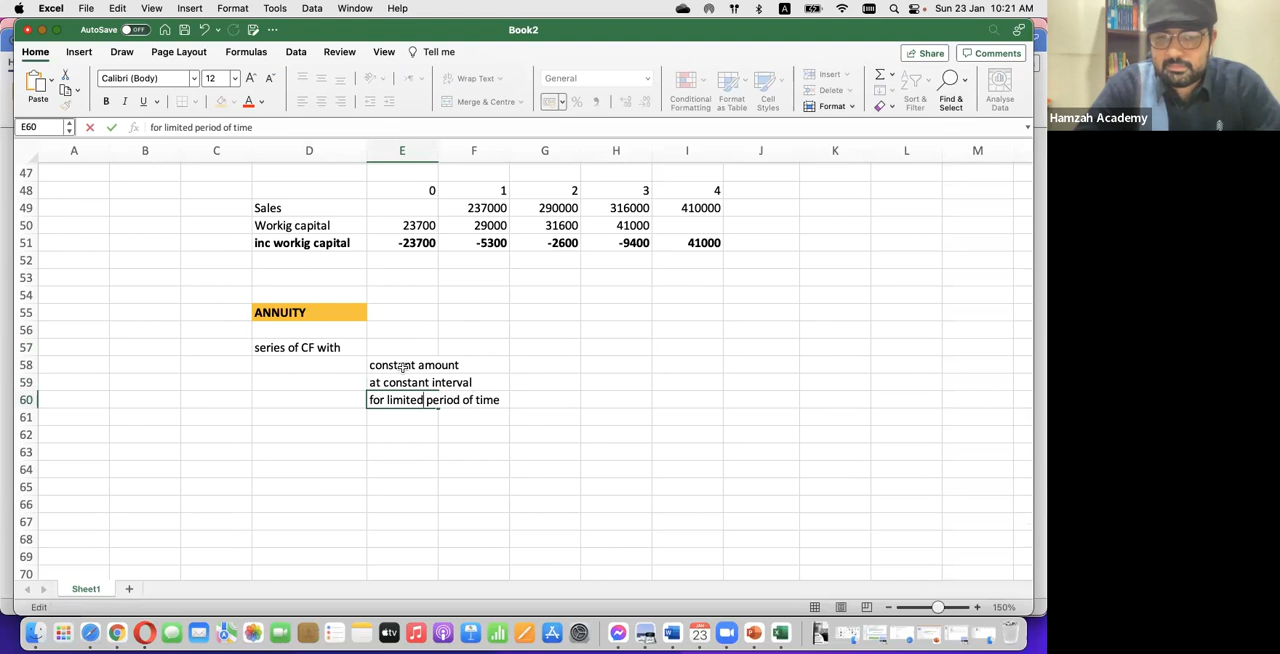 Excel File Edit View Insert Format Tools Data Window Help A Sun 23 Jan 10:21 AM
AutoSave OFF Book2
Home Insert Draw Page Layout Formulas Data Review View Tell me Share Comments
Paste Calibri (Body) 12 A A Wrap Text General Conditional Formatting Format as Table Cell Styles Insert Sort & Filter Find & Select Analyse Data
B I U A Merge & Centre % Delete
Format
E60 fx for limited period of time
A B C D E F G H I J K L M
47
48 0 1 2 3 4
49 Sales 237000 290000 316000 410000
50 Workig capital 23700 29000 31600 41000
51 inc workig capital -23700 -5300 -2600 -9400 41000
52
53
54
55 ANNUITY
56
57 series of CF with
58 constant amount
59 at constant interval
60 for limited period of time
61
62
63
64
65
66
67
68
69
70
Sheet1
Edit 150%
tv 23
Hamzah Academy